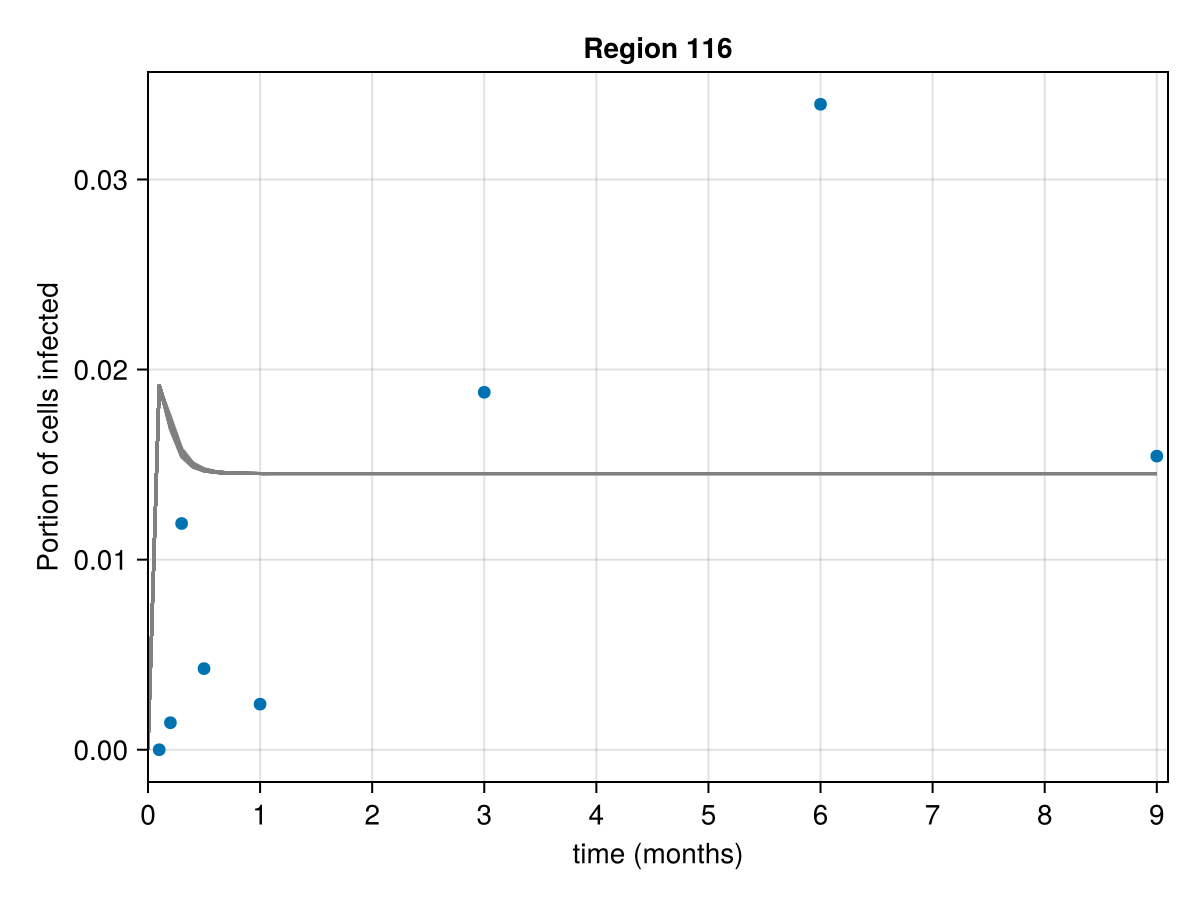 Region 116
Portion of cells infected
0.03
0.02
0.01
0.00
0 1 2 3 4 5 6 7 8 9
time (months)